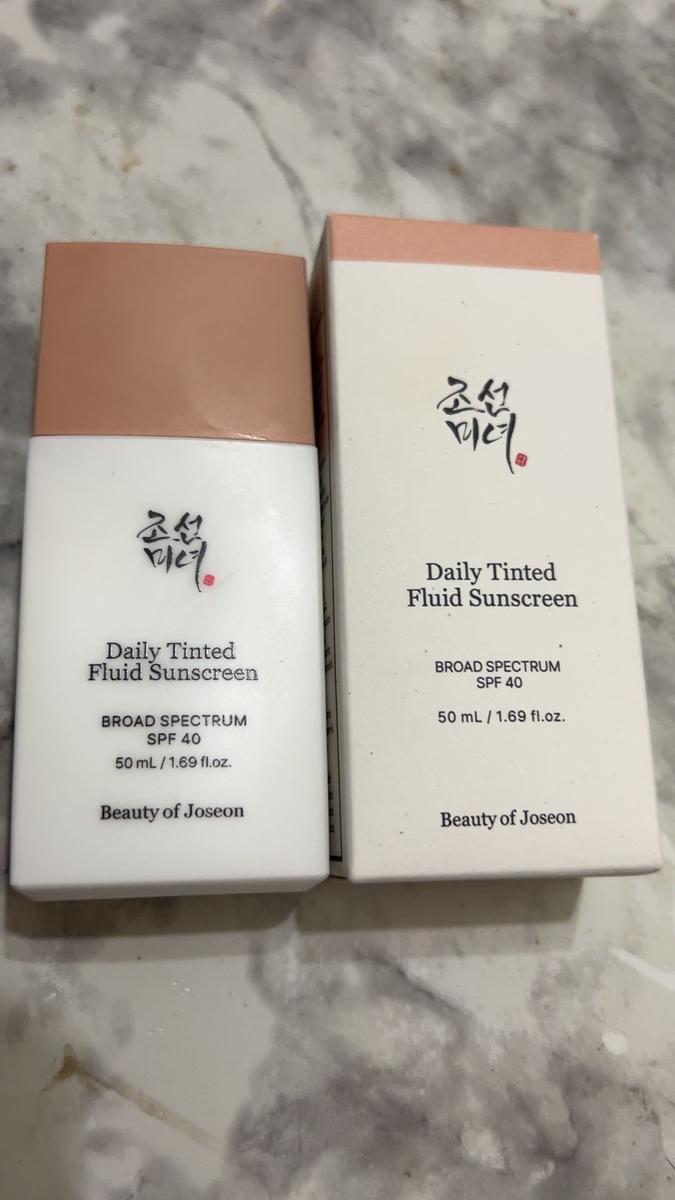 조선
미녀
Daily Tinted
Fluid Sunscreen
BROAD SPECTRUM
SPF 40
50 mL / 1.69 fl.oz.
Beauty of Joseon
조선
미녀
Daily Tinted
Fluid Sunscreen
BROAD SPECTRUM
SPF 40
50 mL / 1.69 fl.oz.
Beauty of Joseon